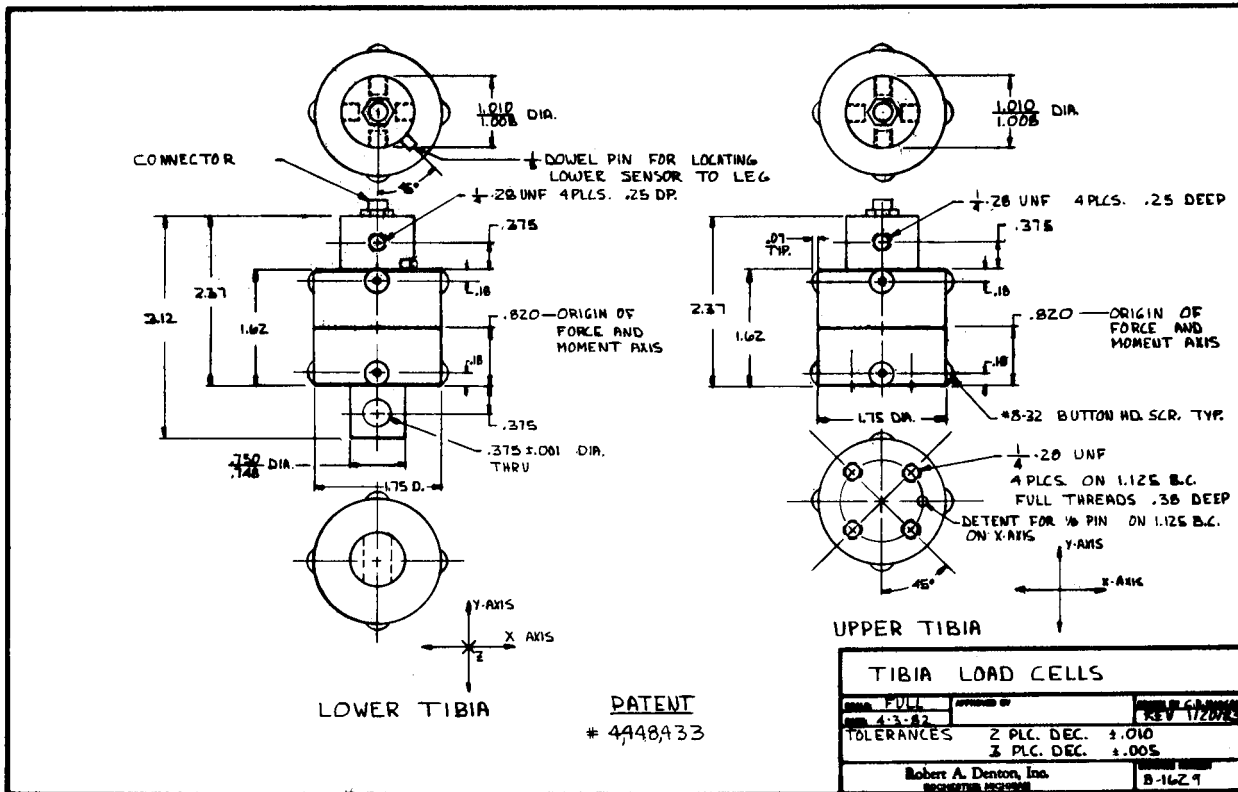 1.010
1.008 DIA.
CONNECTOR
1/8 DOWEL PIN FOR LOCATING
LOWER SENSOR TO LEG
45°
1/4-28 UNF 4 PLCS. .25 DP.
.375
.18
2.37
3.12
1.62
.820 — ORIGIN OF
FORCE AND
MOMENT AXIS
.18
.375
.375 ±.001 DIA.
THRU
.750
.748 DIA.
1.75 D.
Y-AXIS
X AXIS
Z
LOWER TIBIA
PATENT
# 4,448,433
1.010
1.008 DIA.
1/4-28 UNF 4 PLCS. .25 DEEP
.375
.07
TYP.
.18
2.37
1.62
.820 — ORIGIN OF
FORCE AND
MOMENT AXIS
.18
1.75 DIA.
#8-32 BUTTON HD. SCR. TYP.
1/4-28 UNF
4 PLCS. ON 1.125 B.C.
FULL THREADS .38 DEEP
DETENT FOR 1/8 PIN ON 1.125 B.C.
ON X-AXIS
Y-AXIS
X-AXIS
45°
UPPER TIBIA
TIBIA LOAD CELLS
FULL
APPROVED BY
4-3-82
REV
TOLERANCES 2 PLC. DEC. ±.010
3 PLC. DEC. ±.005
Robert A. Denton, Inc.
ROCHESTER MICHIGAN
B-1629